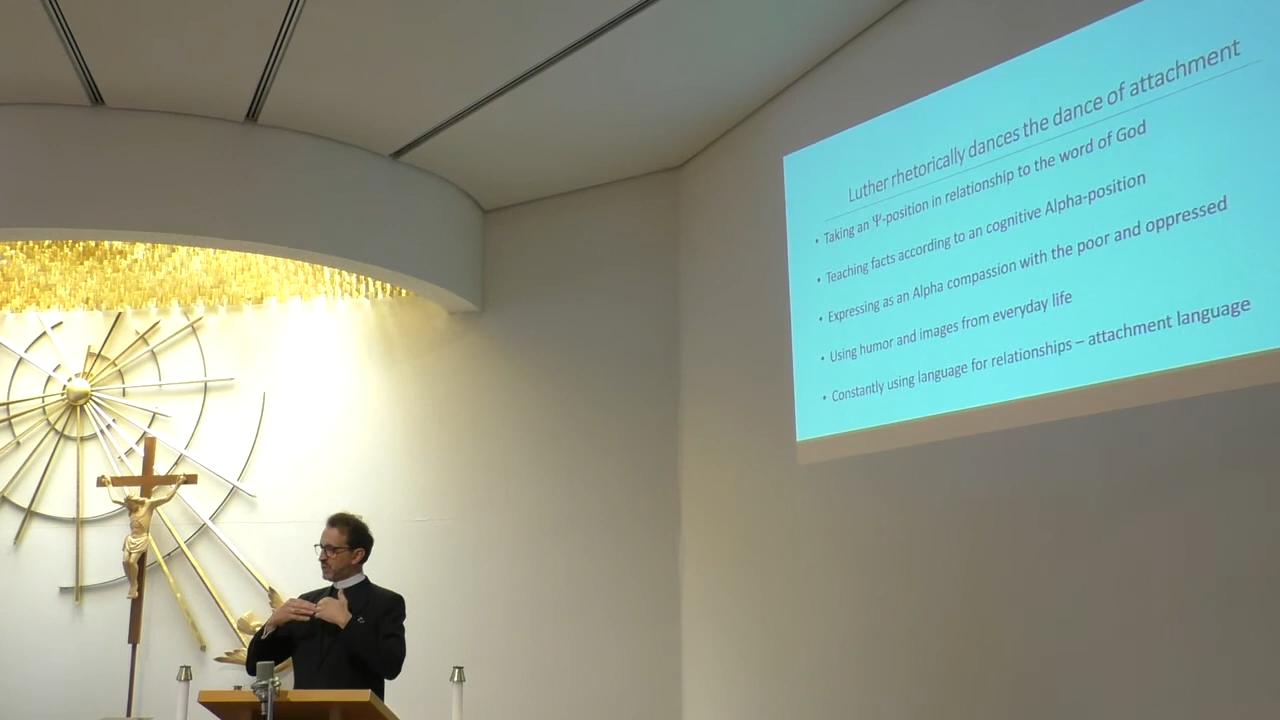 Luther rhetorically dances the dance of attachment
• Taking an Ψ-position in relationship to the word of God
• Teaching facts according to an cognitive Alpha-position
• Expressing as an Alpha compassion with the poor and oppressed
• Using humor and images from everyday life
• Constantly using language for relationships – attachment language